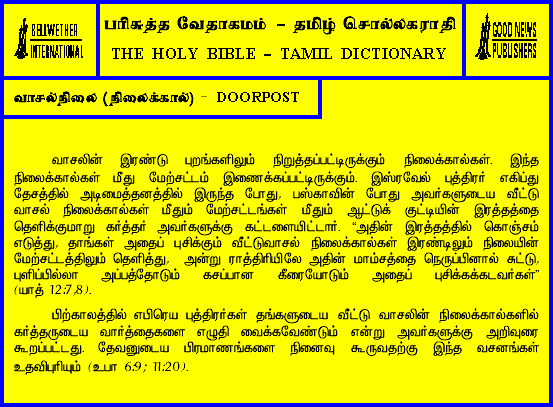 BELLWETHER
INTERNATIONAL
பரிசுத்த வேதாகமம் - தமிழ் சொல்லகராதி
THE HOLY BIBLE - TAMIL DICTIONARY
GOOD NEWS
PUBLISHERS
வாசல்நிலை (நிலைக்கால்) - DOORPOST
வாசலின் இரண்டு புறங்களிலும் நிறுத்தப்பட்டிருக்கும் நிலைக்கால்கள். இந்த
நிலைக்கால்கள் மீது மேற்சட்டம் இணைக்கப்பட்டிருக்கும். இஸ்ரவேல் புத்திரர் எகிப்து
தேசத்தில் அடிமைத்தனத்தில் இருந்த போது, பஸ்காவின் போது அவர்களுடைய வீட்டு
வாசல் நிலைக்கால்கள் மீதும் மேற்சட்டங்கள் மீதும் ஆட்டுக் குட்டியின் இரத்தத்தை
தெளிக்குமாறு கர்த்தர் அவர்களுக்கு கட்டளையிட்டார். "அதின் இரத்தத்தில் கொஞ்சம்
எடுத்து, தாங்கள் அதைப் புசிக்கும் வீட்டுவாசல் நிலைக்கால்கள் இரண்டிலும் நிலையின்
மேற்சட்டத்திலும் தெளித்து, அன்று ராத்திரியிலே அதின் மாம்சத்தை நெருப்பினால் சுட்டு,
புளிப்பில்லா அப்பத்தோடும் கசப்பான கீரையோடும் அதைப் புசிக்கக்கடவர்கள்"
(யாத் 12:7,8).
பிற்காலத்தில் எபிரெய புத்திரர்கள் தங்களுடைய வீட்டு வாசலின் நிலைக்கால்களில்
கர்த்தருடைய வார்த்தைகளை எழுதி வைக்கவேண்டும் என்று அவர்களுக்கு அறிவுரை
கூறப்பட்டது. தேவனுடைய பிரமாணங்களை நினைவு கூருவதற்கு இந்த வசனங்கள்
உதவிபுரியும் (உபா 6:9; 11:20).